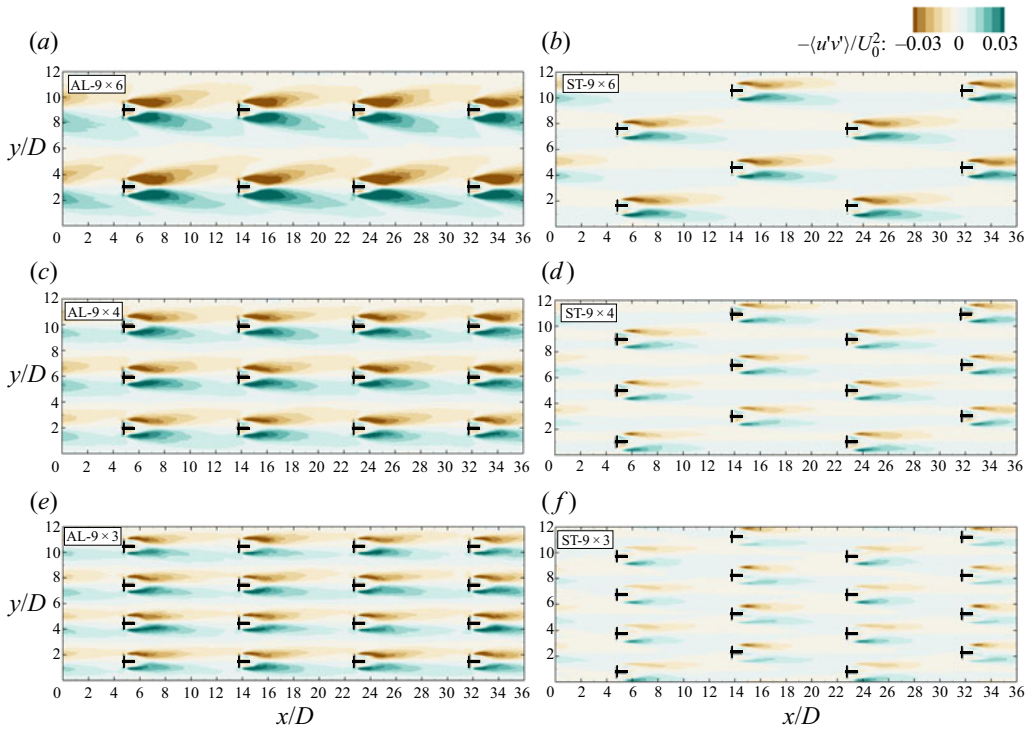 (a)
(b)
–⟨u'v'⟩/U₀²: –0.03 0 0.03
AL-9 × 6
12
10
8
y/D 6
4
2
0 2 4 6 8 10 12 14 16 18 20 22 24 26 28 30 32 34 36
ST-9 × 6
12
10
8
6
4
2
0 2 4 6 8 10 12 14 16 18 20 22 24 26 28 30 32 34 36
(c)
(d)
AL-9 × 4
12
10
8
y/D 6
4
2
0 2 4 6 8 10 12 14 16 18 20 22 24 26 28 30 32 34 36
ST-9 × 4
12
10
8
6
4
2
0 2 4 6 8 10 12 14 16 18 20 22 24 26 28 30 32 34 36
(e)
(f)
AL-9 × 3
12
10
8
y/D 6
4
2
0 2 4 6 8 10 12 14 16 18 20 22 24 26 28 30 32 34 36
x/D
ST-9 × 3
12
10
8
6
4
2
0 2 4 6 8 10 12 14 16 18 20 22 24 26 28 30 32 34 36
x/D